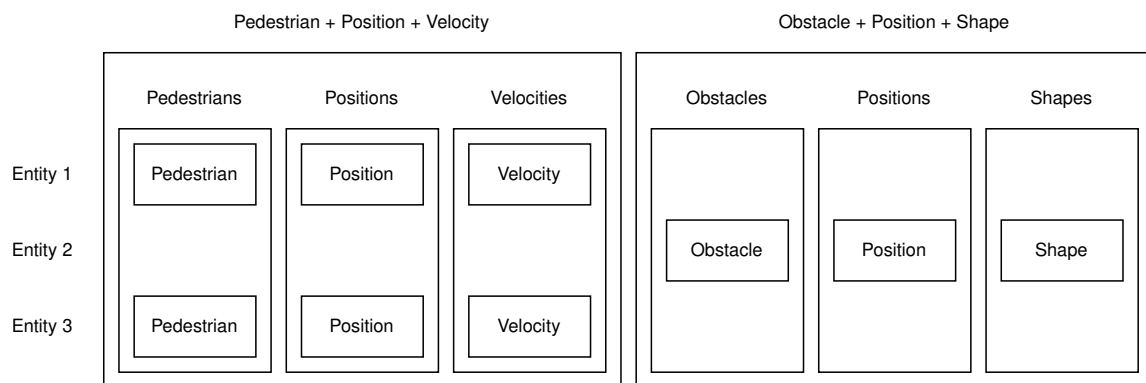 Pedestrian + Position + Velocity Obstacle + Position + Shape
Pedestrians Positions Velocities Obstacles Positions Shapes
Entity 1 Pedestrian Position Velocity
Entity 2 Obstacle Position Shape
Entity 3 Pedestrian Position Velocity